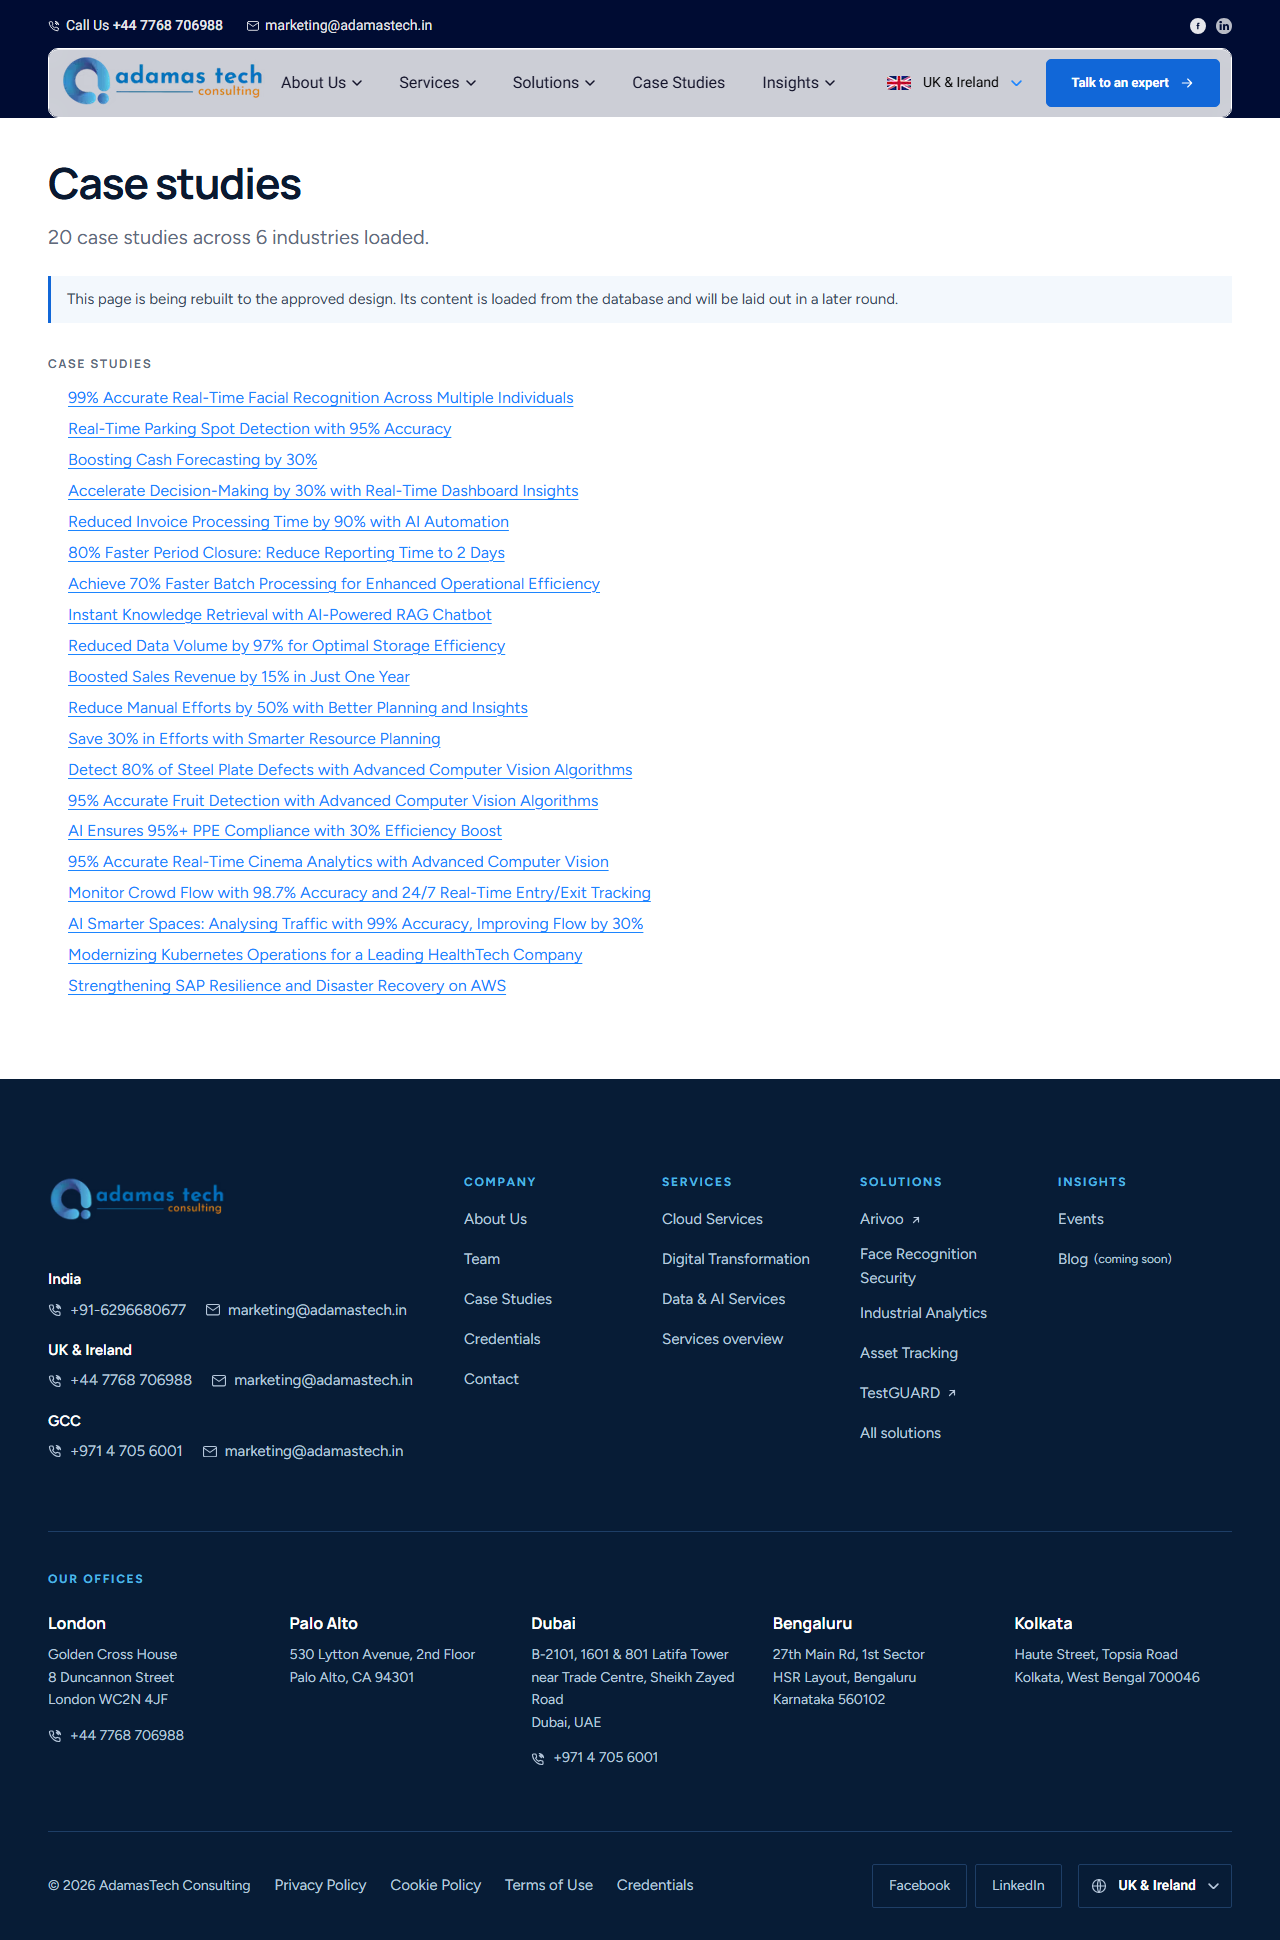 Call Us +44 7768 706988
marketing@adamastech.in
adamas tech
consulting
About Us
Services
Solutions
Case Studies
Insights
UK & Ireland
Talk to an expert
Case studies
20 case studies across 6 industries loaded.
This page is being rebuilt to the approved design. Its content is loaded from the database and will be laid out in a later round.
CASE STUDIES
99% Accurate Real-Time Facial Recognition Across Multiple Individuals
Real-Time Parking Spot Detection with 95% Accuracy
Boosting Cash Forecasting by 30%
Accelerate Decision-Making by 30% with Real-Time Dashboard Insights
Reduced Invoice Processing Time by 90% with AI Automation
80% Faster Period Closure: Reduce Reporting Time to 2 Days
Achieve 70% Faster Batch Processing for Enhanced Operational Efficiency
Instant Knowledge Retrieval with AI-Powered RAG Chatbot
Reduced Data Volume by 97% for Optimal Storage Efficiency
Boosted Sales Revenue by 15% in Just One Year
Reduce Manual Efforts by 50% with Better Planning and Insights
Save 30% in Efforts with Smarter Resource Planning
Detect 80% of Steel Plate Defects with Advanced Computer Vision Algorithms
95% Accurate Fruit Detection with Advanced Computer Vision Algorithms
AI Ensures 95%+ PPE Compliance with 30% Efficiency Boost
95% Accurate Real-Time Cinema Analytics with Advanced Computer Vision
Monitor Crowd Flow with 98.7% Accuracy and 24/7 Real-Time Entry/Exit Tracking
AI Smarter Spaces: Analysing Traffic with 99% Accuracy, Improving Flow by 30%
Modernizing Kubernetes Operations for a Leading HealthTech Company
Strengthening SAP Resilience and Disaster Recovery on AWS
adamas tech
consulting
India
+91-6296680677
marketing@adamastech.in
UK & Ireland
+44 7768 706988
marketing@adamastech.in
GCC
+971 4 705 6001
marketing@adamastech.in
COMPANY
About Us
Team
Case Studies
Credentials
Contact
SERVICES
Cloud Services
Digital Transformation
Data & AI Services
Services overview
SOLUTIONS
Arivoo
Face Recognition
Security
Industrial Analytics
Asset Tracking
TestGUARD
All solutions
INSIGHTS
Events
Blog (coming soon)
OUR OFFICES
London
Golden Cross House
8 Duncannon Street
London WC2N 4JF
+44 7768 706988
Palo Alto
530 Lytton Avenue, 2nd Floor
Palo Alto, CA 94301
Dubai
B-2101, 1601 & 801 Latifa Tower
near Trade Centre, Sheikh Zayed
Road
Dubai, UAE
+971 4 705 6001
Bengaluru
27th Main Rd, 1st Sector
HSR Layout, Bengaluru
Karnataka 560102
Kolkata
Haute Street, Topsia Road
Kolkata, West Bengal 700046
© 2026 AdamasTech Consulting
Privacy Policy
Cookie Policy
Terms of Use
Credentials
Facebook
LinkedIn
UK & Ireland